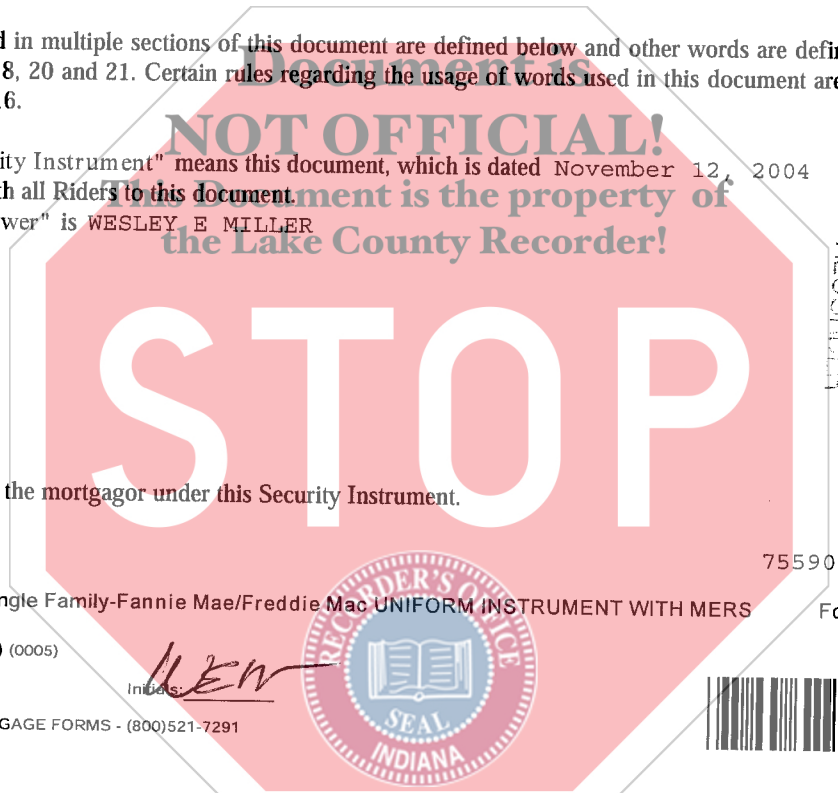 d in multiple sections of this document are defined below and other words are defin
8, 20 and 21. Certain rules regarding the usage of words used in this document are
16.
Document is
NOT OFFICIAL!
This Document is the property of
the Lake County Recorder!
ity Instrument" means this document, which is dated November 12, 2004
h all Riders to this document.
wer" is WESLEY E MILLER
STOP
the mortgagor under this Security Instrument.
75590
ngle Family-Fannie Mae/Freddie Mac UNIFORM INSTRUMENT WITH MERS Fo
) (0005)
Initials: WEM
GAGE FORMS - (800)521-7291
RECORDER'S OFFICE
SEAL
INDIANA